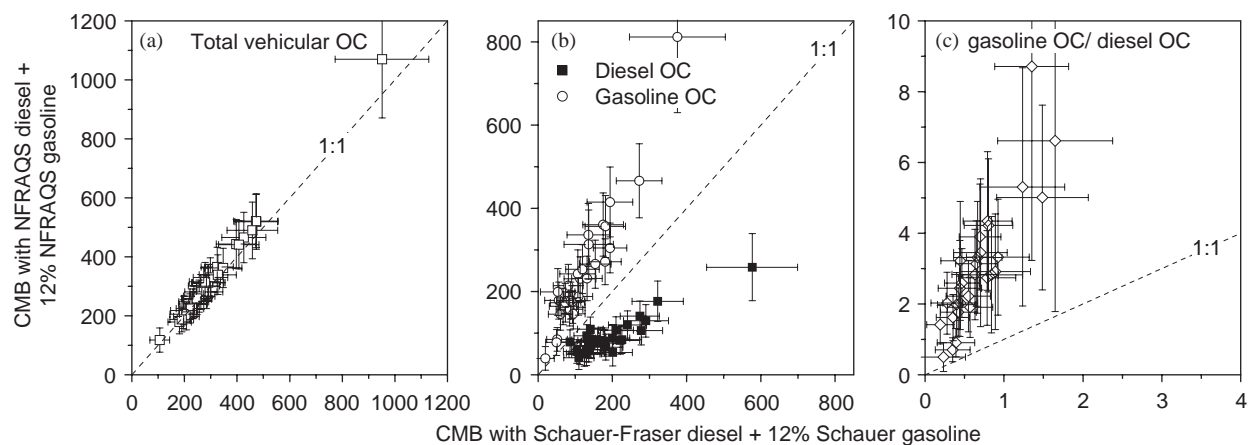 CMB with NFRAQS diesel +
12% NFRAQS gasoline
1200
1000
800
600
400
200
0
(a) Total vehicular OC
1:1
0 200 400 600 800 1000 1200
800
600
400
200
0
(b)
Diesel OC
Gasoline OC
1:1
0 200 400 600 800
10
8
6
4
2
0
(c) gasoline OC/ diesel OC
1:1
0 1 2 3 4
CMB with Schauer-Fraser diesel + 12% Schauer gasoline